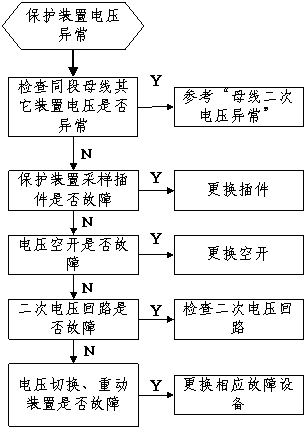 保护装置电压
异常
检查同段母线其
它装置电压是否
异常
Y
参考“母线二次
电压异常”
N
保护装置采样插
件是否故障
Y
更换插件
N
电压空开是否故
障
Y
更换空开
N
二次电压回路是
否故障
Y
检查二次电压回
路
N
电压切换、重动
装置是否故障
Y
更换相应故障设
备